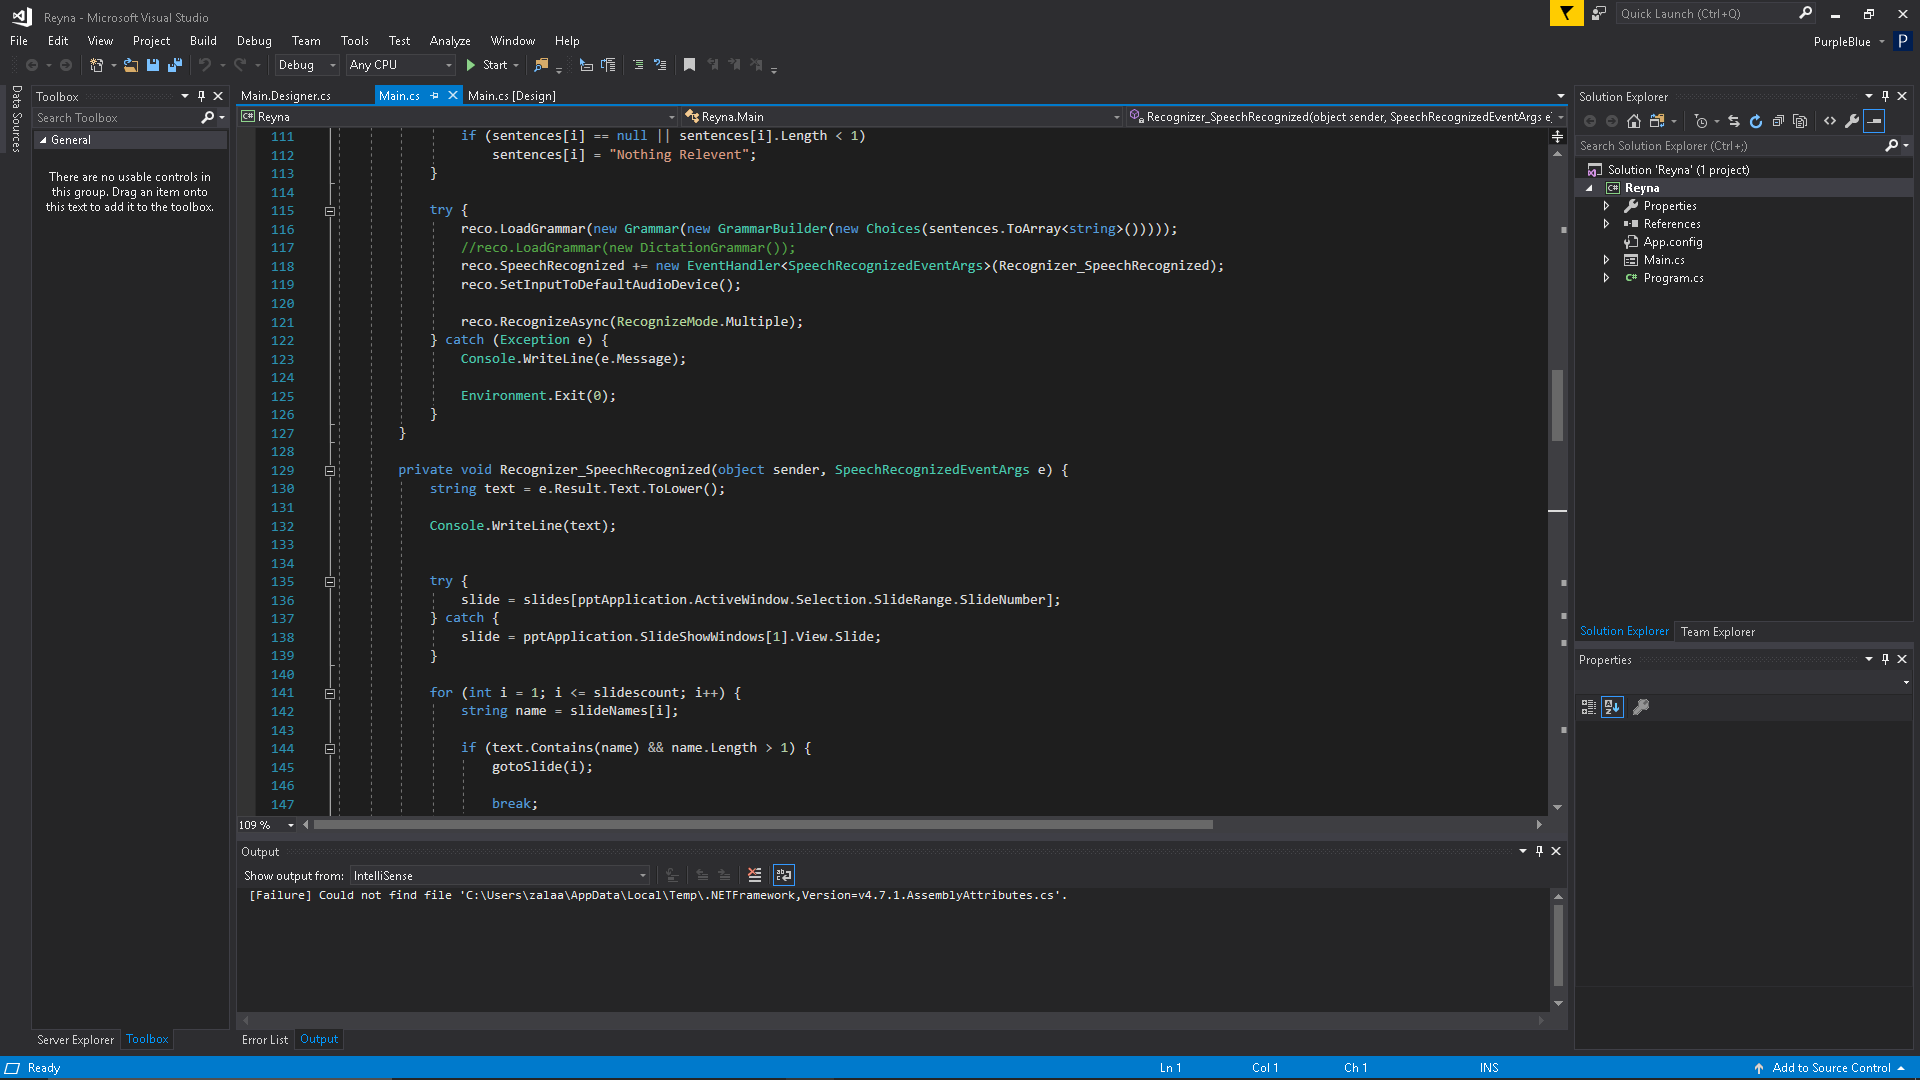 Reyna - Microsoft Visual Studio
Quick Launch (Ctrl+Q)
File Edit View Project Build Debug Team Tools Test Analyze Window Help
PurpleBlue P
Debug Any CPU Start
Data Sources
Toolbox
Search Toolbox
General
There are no usable controls in
this group. Drag an item onto
this text to add it to the toolbox.
Server Explorer Toolbox
Main.Designer.cs Main.cs Main.cs [Design]
C# Reyna Reyna.Main Recognizer_SpeechRecognized(object sender, SpeechRecognizedEventArgs e)
111 if (sentences[i] == null || sentences[i].Length < 1)
112 sentences[i] = "Nothing Relevent";
113 }
114
115 try {
116 reco.LoadGrammar(new Grammar(new GrammarBuilder(new Choices(sentences.ToArray<string>()))));
117 //reco.LoadGrammar(new DictationGrammar());
118 reco.SpeechRecognized += new EventHandler<SpeechRecognizedEventArgs>(Recognizer_SpeechRecognized);
119 reco.SetInputToDefaultAudioDevice();
120
121 reco.RecognizeAsync(RecognizeMode.Multiple);
122 } catch (Exception e) {
123 Console.WriteLine(e.Message);
124
125 Environment.Exit(0);
126 }
127 }
128
129 private void Recognizer_SpeechRecognized(object sender, SpeechRecognizedEventArgs e) {
130 string text = e.Result.Text.ToLower();
131
132 Console.WriteLine(text);
133
134
135 try {
136 slide = slides[pptApplication.ActiveWindow.Selection.SlideRange.SlideNumber];
137 } catch {
138 slide = pptApplication.SlideShowWindows[1].View.Slide;
139 }
140
141 for (int i = 1; i <= slidescount; i++) {
142 string name = slideNames[i];
143
144 if (text.Contains(name) && name.Length > 1) {
145 gotoSlide(i);
146
147 break;
109 %
Output
Show output from: IntelliSense
[Failure] Could not find file 'C:\Users\zalaa\AppData\Local\Temp\.NETFramework,Version=v4.7.1.AssemblyAttributes.cs'.
Error List Output
Solution Explorer
Search Solution Explorer (Ctrl+;)
Solution 'Reyna' (1 project)
C# Reyna
Properties
References
App.config
Main.cs
C# Program.cs
Solution Explorer Team Explorer
Properties
Ready Ln 1 Col 1 Ch 1 INS Add to Source Control